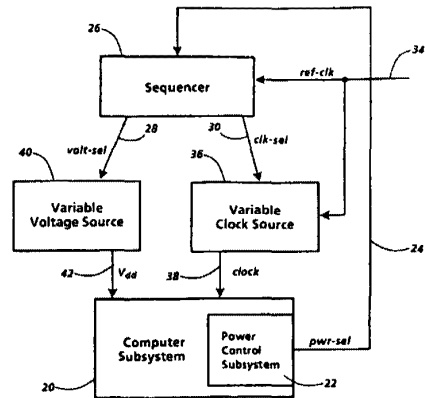 26
Sequencer
ref-clk
34
28
30
volt-sel
clk-sel
40
36
Variable
Voltage Source
Variable
Clock Source
24
42
V_dd
38
clock
Computer
Subsystem
Power
Control
Subsystem
pwr-sel
20
22